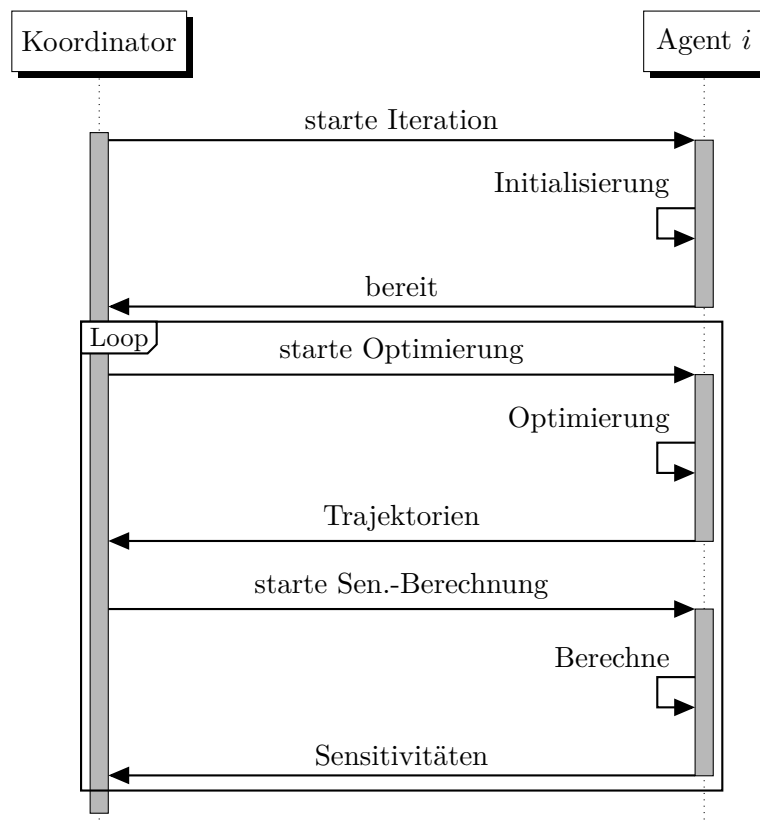 Koordinator
Agent i
starte Iteration
Initialisierung
bereit
Loop
starte Optimierung
Optimierung
Trajektorien
starte Sen.-Berechnung
Berechne
Sensitivitäten